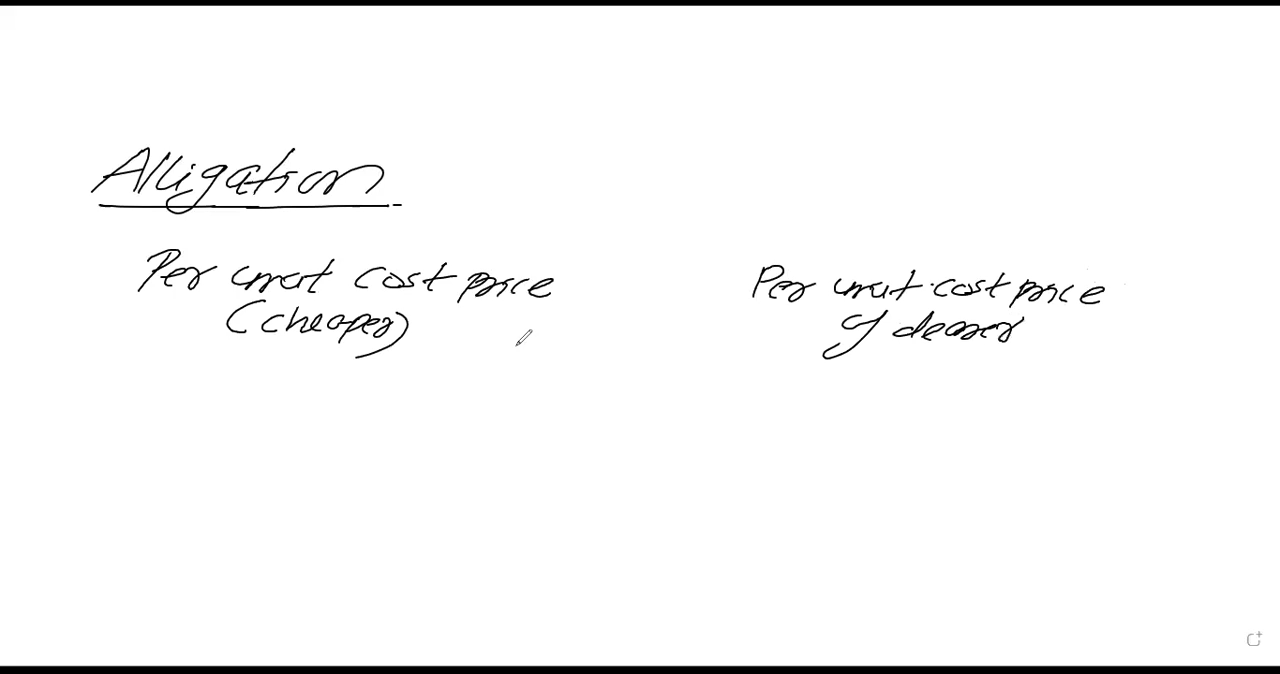 Alligation
Per unit cost price
(cheaper)
Per unit cost price
of dearer